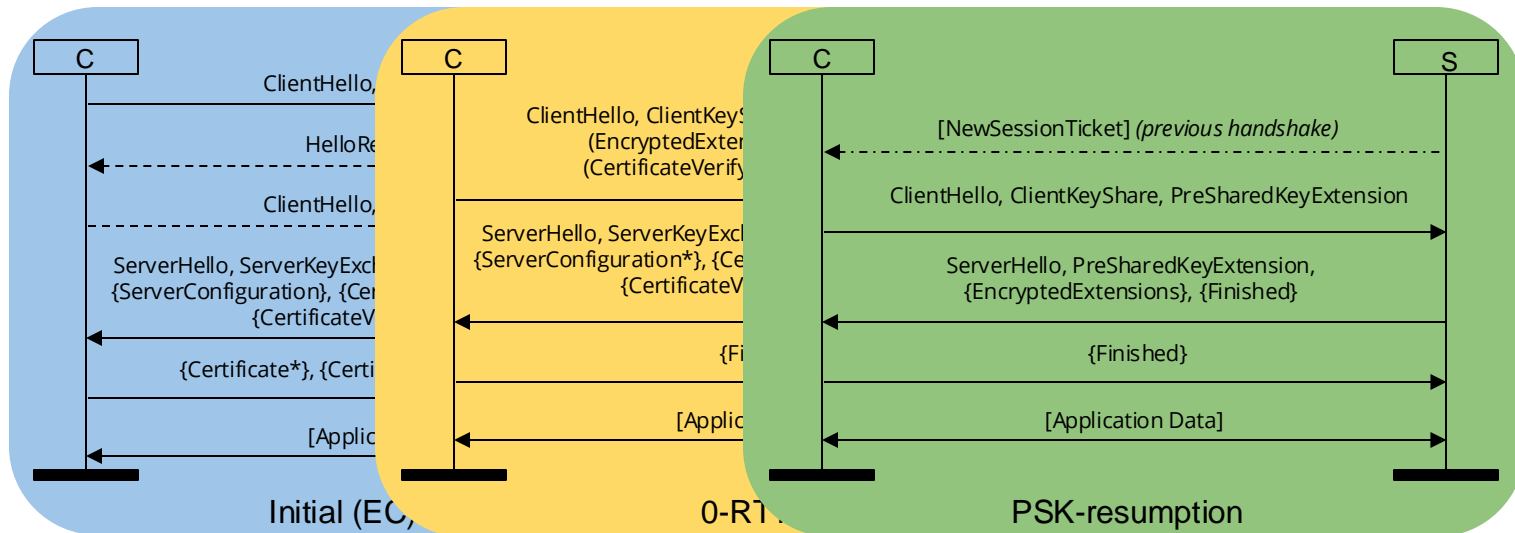 C
ClientHello,
HelloRe
ClientHello,
ServerHello, ServerKeyExch
{ServerConfiguration}, {Cer
{CertificateV
{Certificate*}, {Certi
[Applic
Initial (EC)
C
ClientHello, ClientKeyS
(EncryptedExten
(CertificateVerify
ServerHello, ServerKeyExcl
{ServerConfiguration*}, {Ce
{CertificateV
{Fi
[Applic
0-RT
C
S
[NewSessionTicket] (previous handshake)
ClientHello, ClientKeyShare, PreSharedKeyExtension
ServerHello, PreSharedKeyExtension,
{EncryptedExtensions}, {Finished}
{Finished}
[Application Data]
PSK-resumption